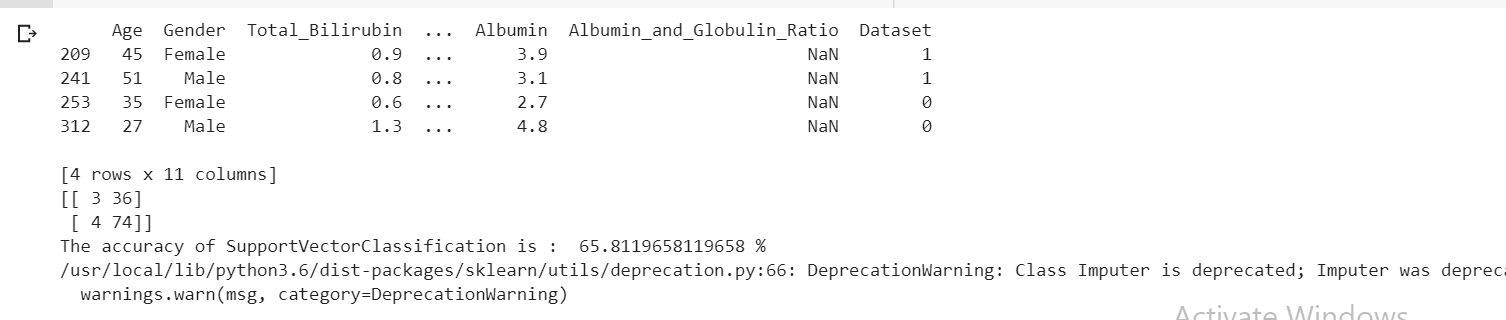 Age Gender Total_Bilirubin ... Albumin Albumin_and_Globulin_Ratio Dataset
209 45 Female 0.9 ... 3.9 NaN 1
241 51 Male 0.8 ... 3.1 NaN 1
253 35 Female 0.6 ... 2.7 NaN 0
312 27 Male 1.3 ... 4.8 NaN 0
[4 rows x 11 columns]
[[ 3 36]
[ 4 74]]
The accuracy of SupportVectorClassification is : 65.8119658119658 %
/usr/local/lib/python3.6/dist-packages/sklearn/utils/deprecation.py:66: DeprecationWarning: Class Imputer is deprecated; Imputer was depreca
warnings.warn(msg, category=DeprecationWarning)
Activate Windows